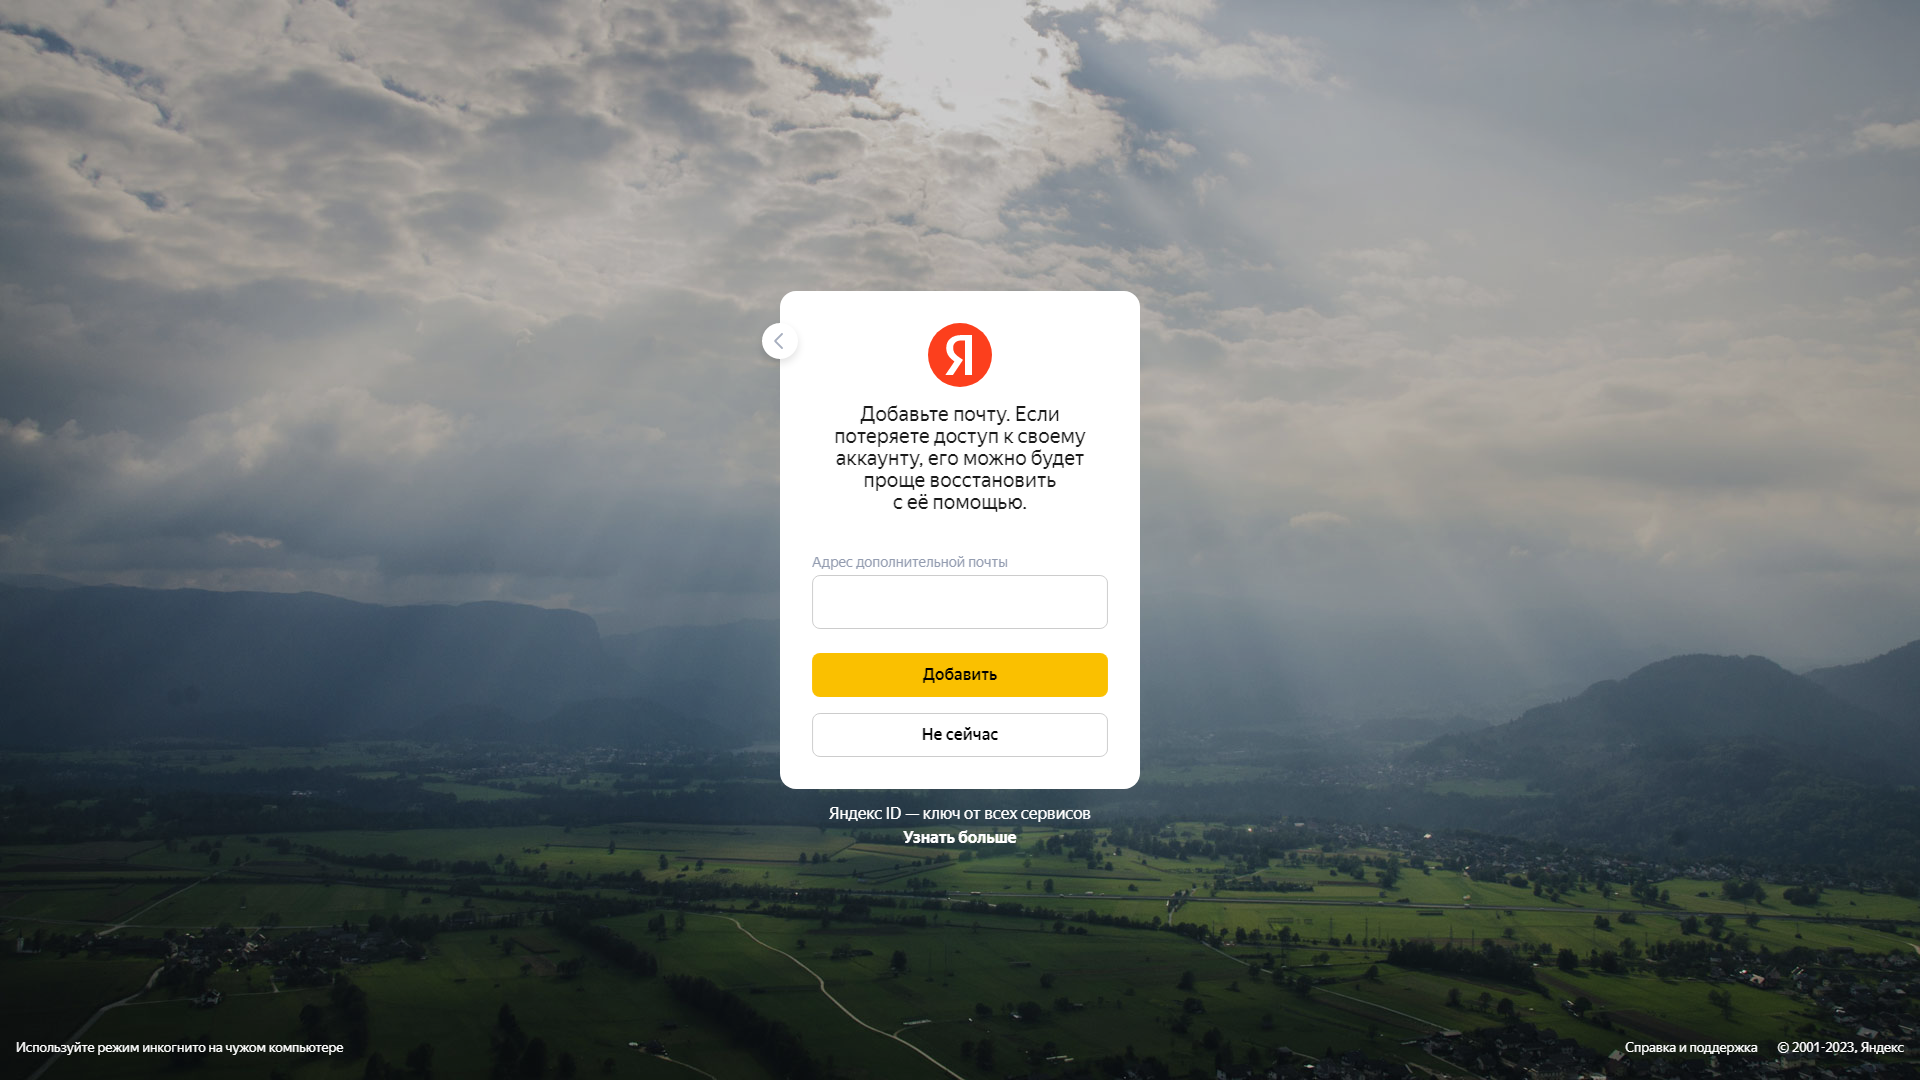 Я
Добавьте почту. Если
потеряете доступ к своему
аккаунту, его можно будет
проще восстановить
с её помощью.
Адрес дополнительной почты
Добавить
Не сейчас
Яндекс ID — ключ от всех сервисов
Узнать больше
Используйте режим инкогнито на чужом компьютере
Справка и поддержка
© 2001-2023, Яндекс